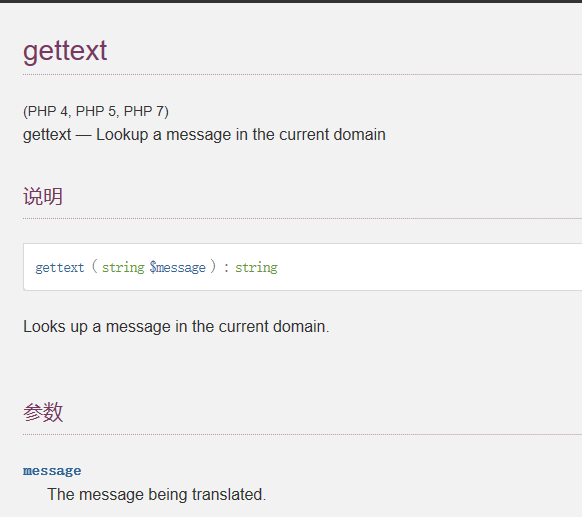 gettext
(PHP 4, PHP 5, PHP 7)
gettext — Lookup a message in the current domain
说明
gettext ( string $message ) : string
Looks up a message in the current domain.
参数
message
The message being translated.